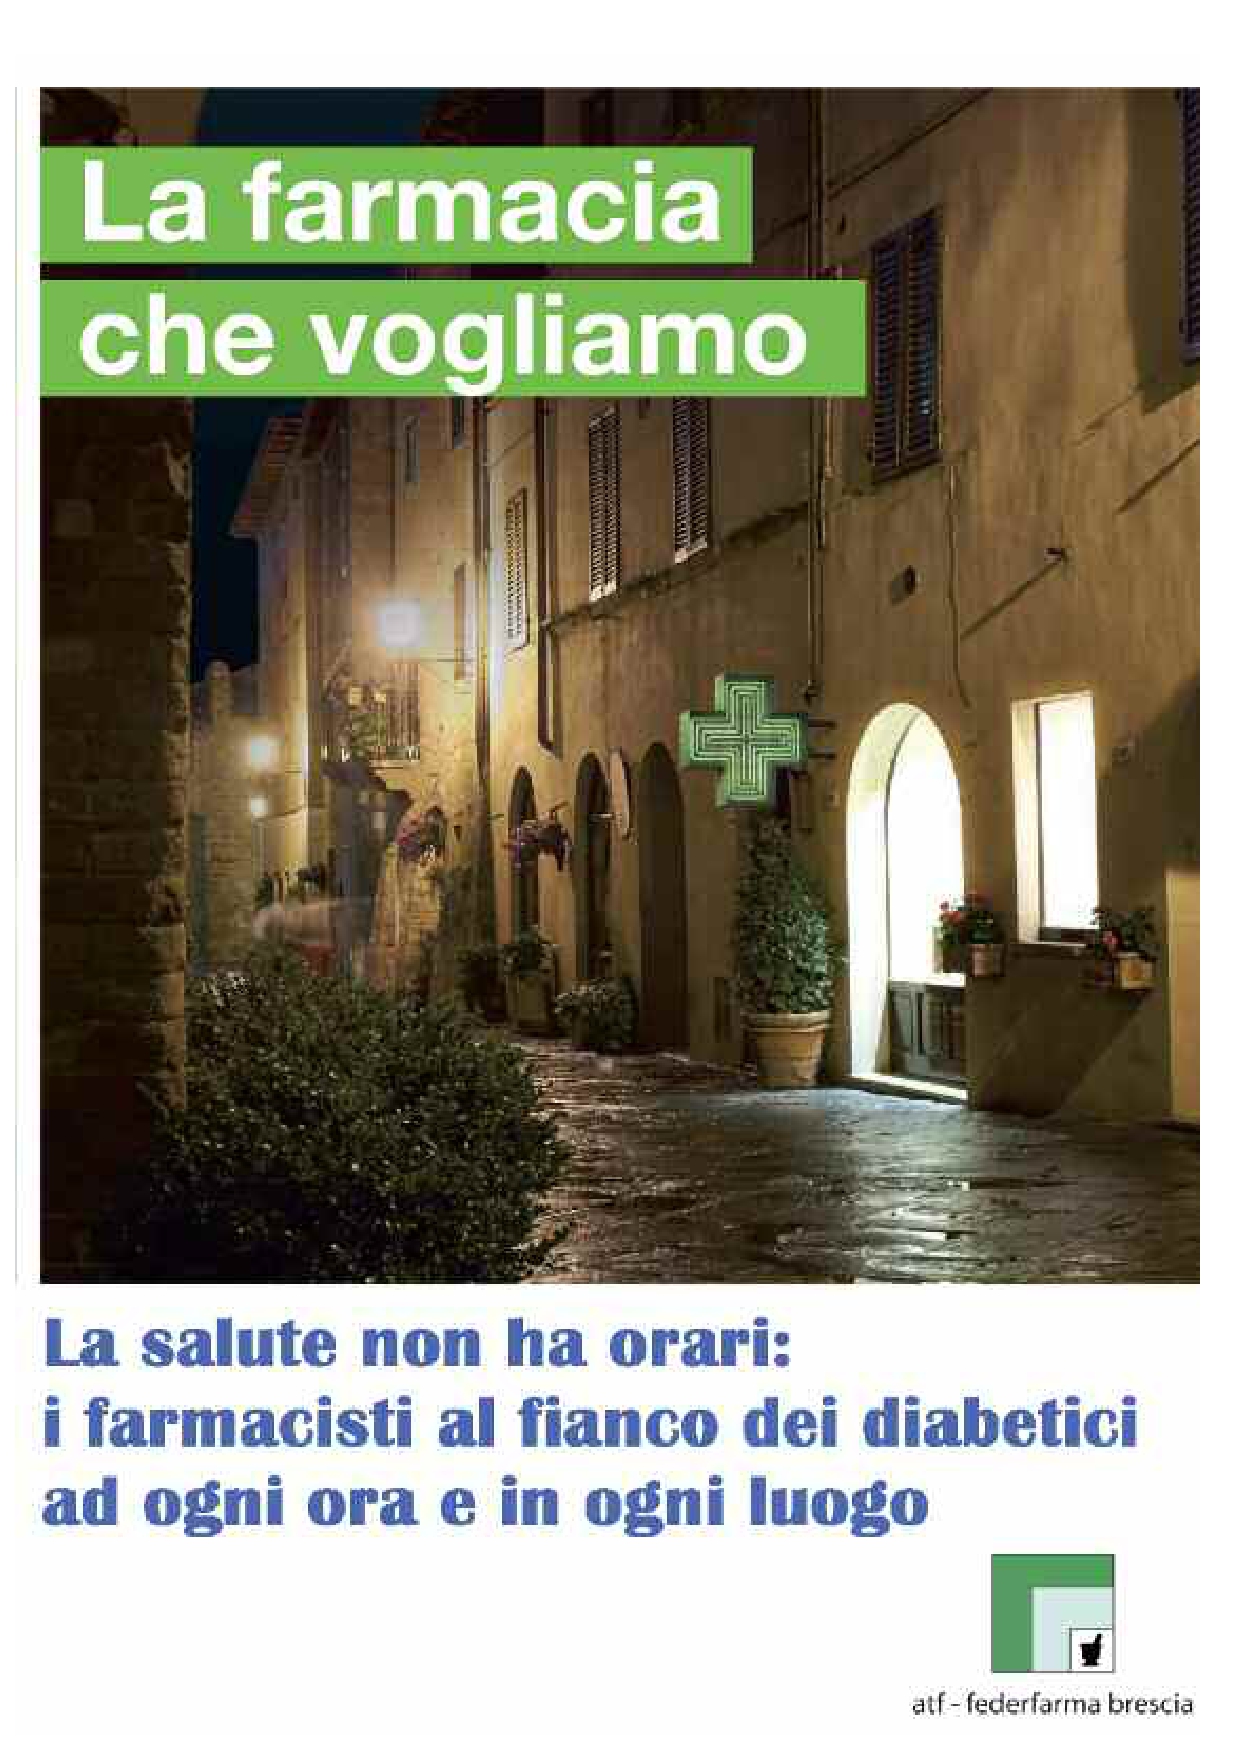 La farmacia
che vogliamo
La salute non ha orari:
i farmacisti al fianco dei diabetici
ad ogni ora e in ogni luogo
atf - federfarma brescia